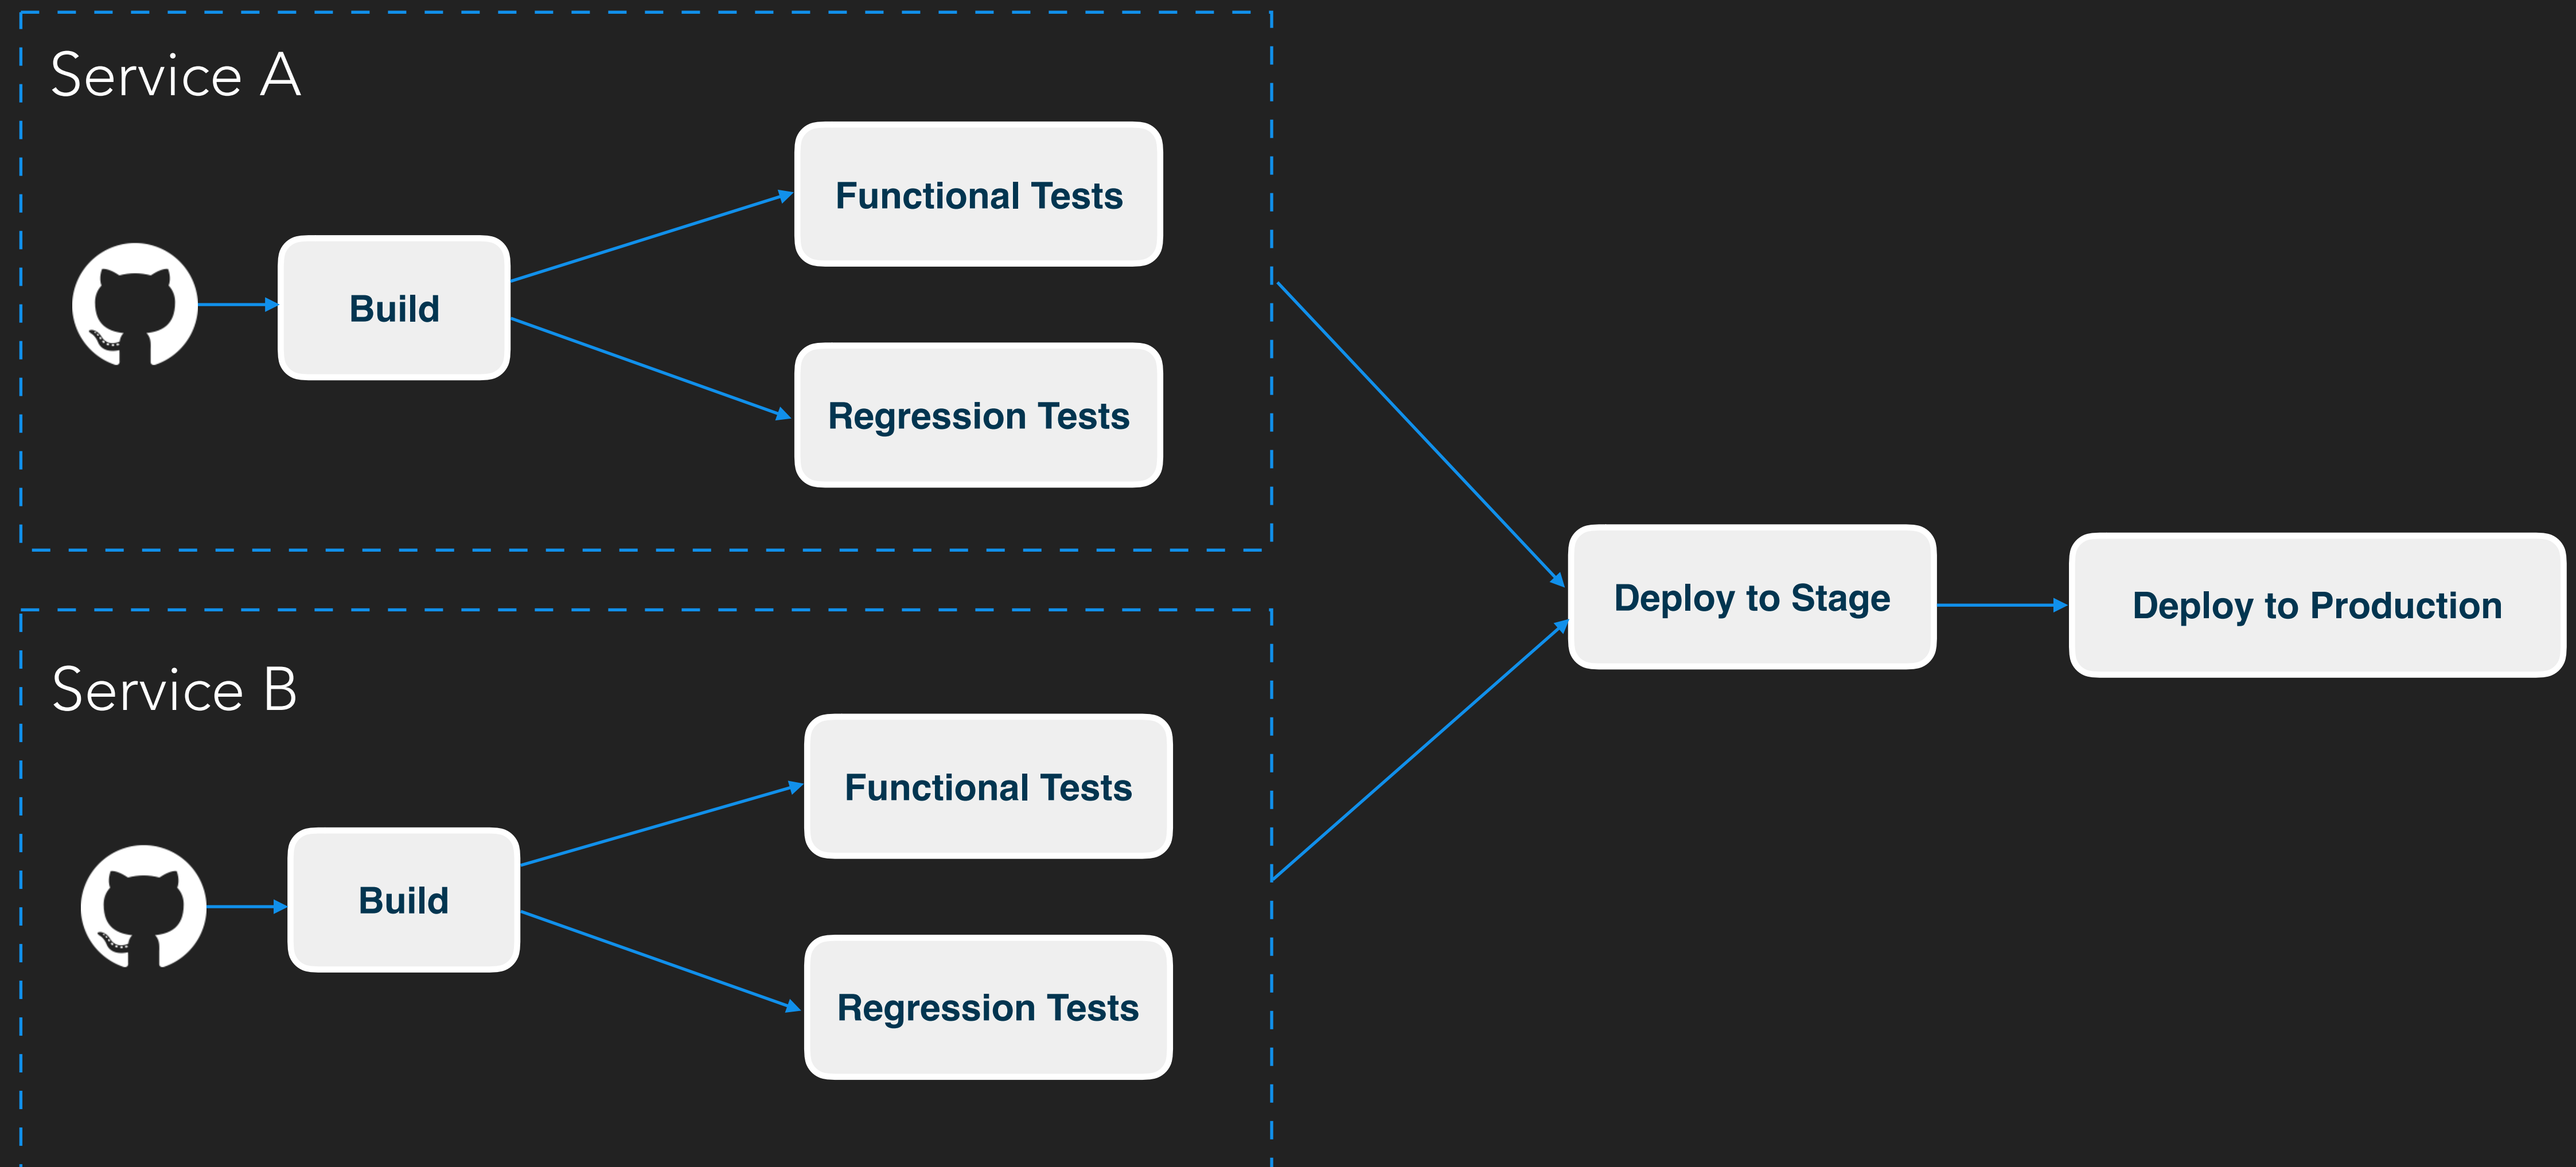 Service A
Functional Tests
Build
Regression Tests
Deploy to Stage
Deploy to Production
Service B
Functional Tests
Build
Regression Tests